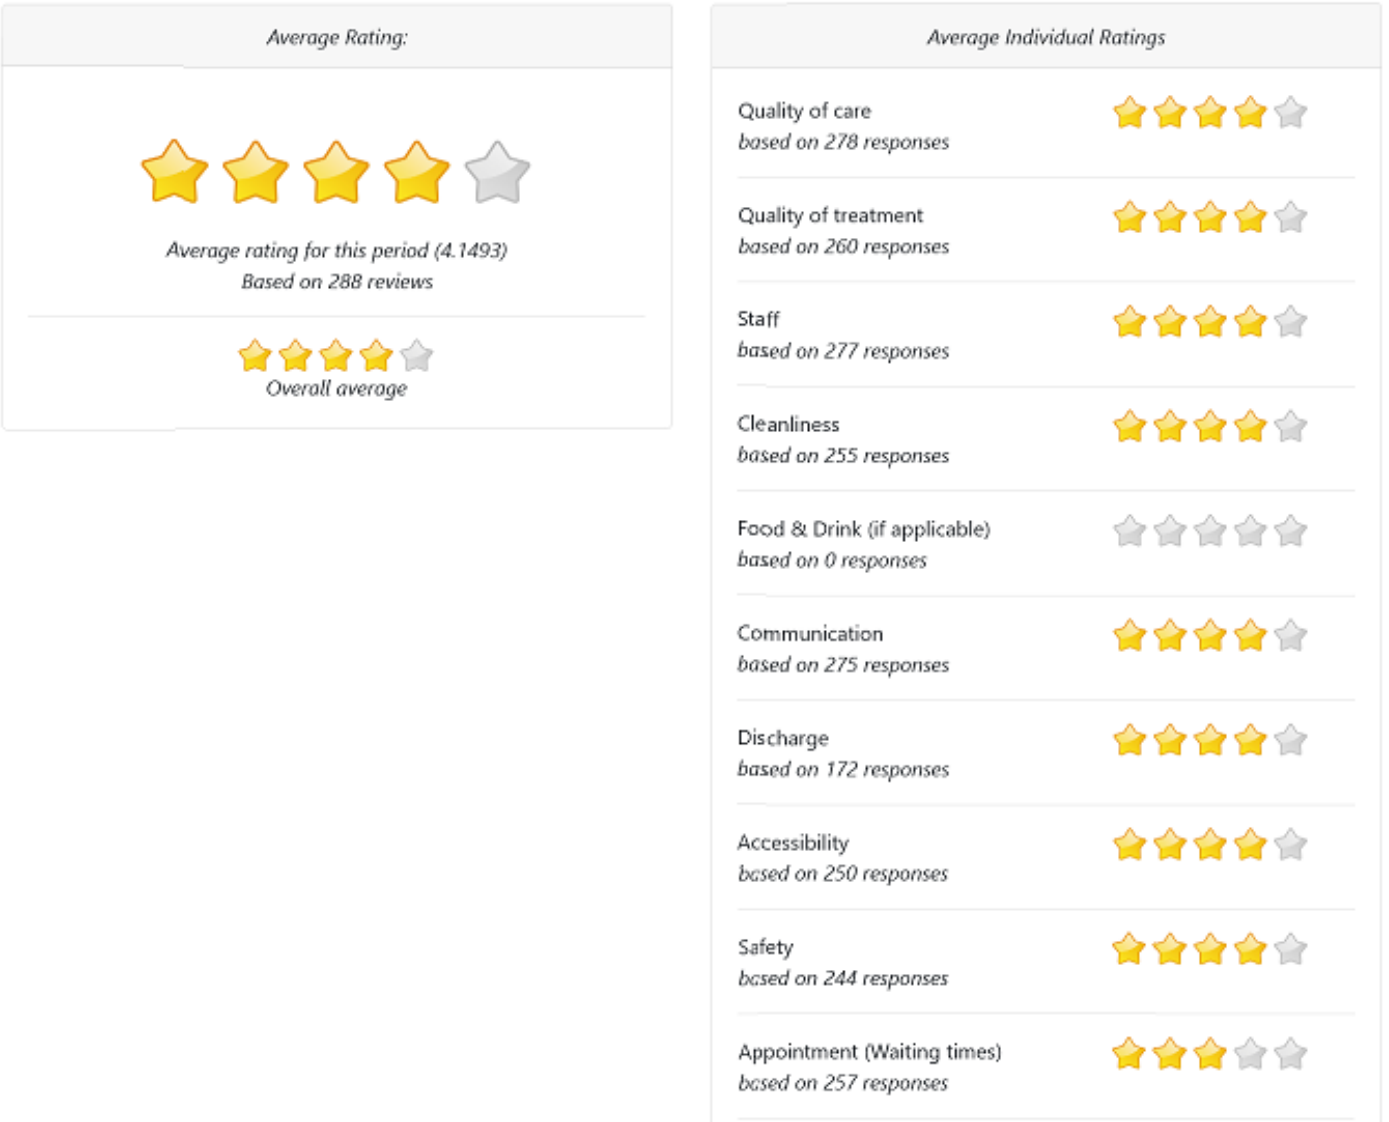 Average Rating:
Average rating for this period (4.1493)
Based on 288 reviews
Overall average
Average Individual Ratings
Quality of care
based on 278 responses
Quality of treatment
based on 260 responses
Staff
based on 277 responses
Cleanliness
based on 255 responses
Food & Drink (if applicable)
based on 0 responses
Communication
based on 275 responses
Discharge
based on 172 responses
Accessibility
based on 250 responses
Safety
based on 244 responses
Appointment (Waiting times)
based on 257 responses